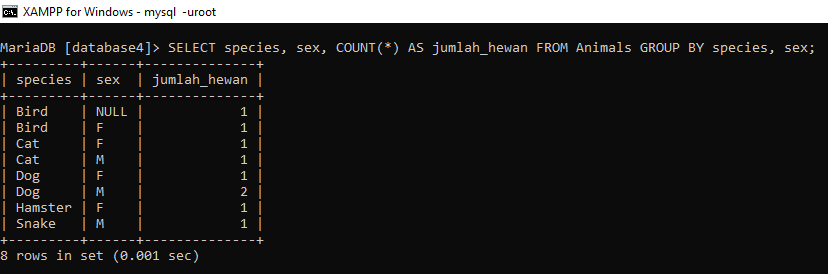 XAMPP for Windows - mysql  -uroot
MariaDB [database4]> SELECT species, sex, COUNT(*) AS jumlah_hewan FROM Animals GROUP BY species, sex;
+---------+------+--------------+
| species | sex  | jumlah_hewan |
+---------+------+--------------+
| Bird    | NULL |            1 |
| Bird    | F    |            1 |
| Cat     | F    |            1 |
| Cat     | M    |            1 |
| Dog     | F    |            1 |
| Dog     | M    |            2 |
| Hamster | F    |            1 |
| Snake   | M    |            1 |
+---------+------+--------------+
8 rows in set (0.001 sec)